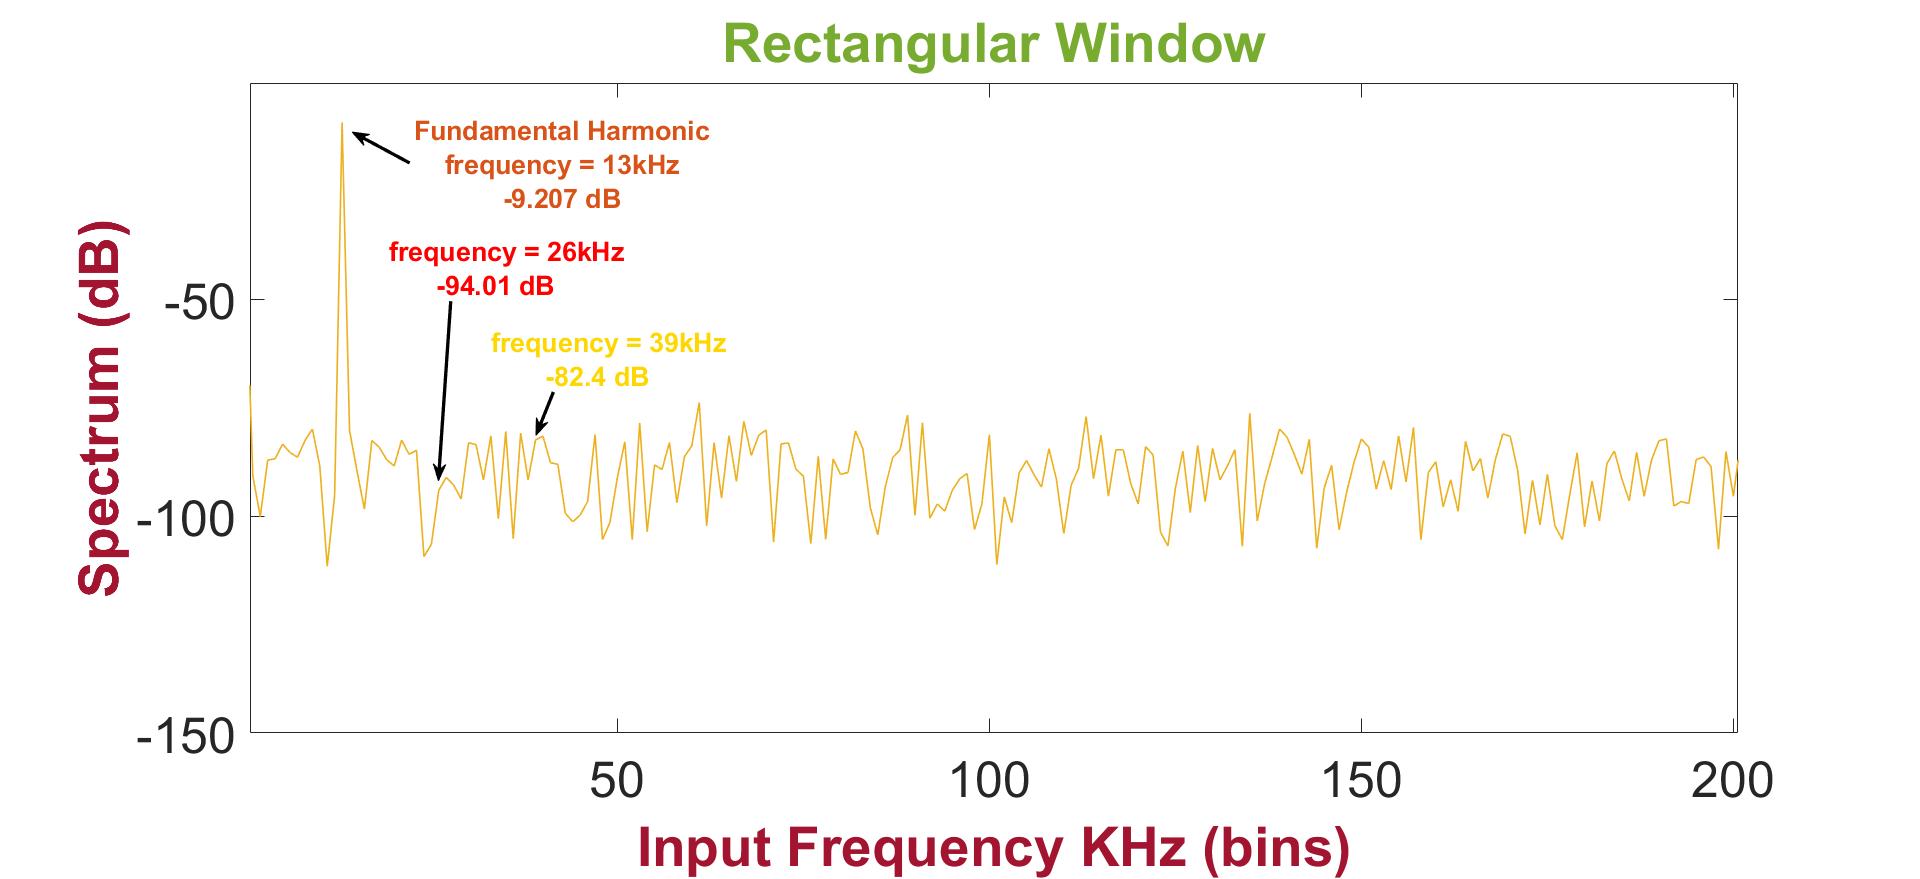 Rectangular Window
Fundamental Harmonic
frequency = 13kHz
-9.207 dB
frequency = 26kHz
-94.01 dB
frequency = 39kHz
-82.4 dB
Spectrum (dB)
-50
-100
-150
50
100
150
200
Input Frequency KHz (bins)